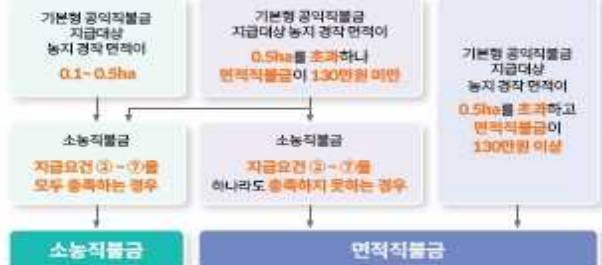 기본형 공익직불금
지급대상
농지 경작 면적이
0.1~0.5ha
기본형 공익직불금
지급대상 농지 경작 면적이
0.5ha를 초과하나
면적직불금이 130만원 미만
기본형 공익직불금
지급대상
농지 경작 면적이
0.5ha를 초과하고
면적직불금이
130만원 이상
소농직불금
지급요건 ②~⑦을
모두 충족하는 경우
소농직불금
지급요건 ②~⑦을
하나라도 충족하지 못하는 경우
소농직불금
면적직불금